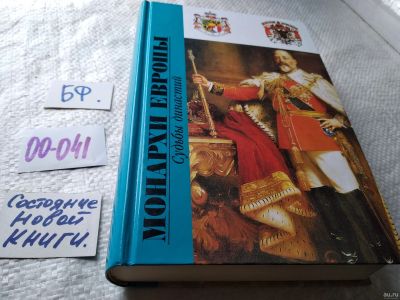 БФ.
00-041
Состояние
новой
книги.
МОНАРХИ ЕВРОПЫ
Судьбы династий
au.ru